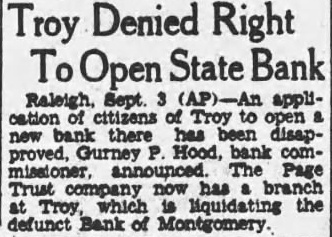 Troy Denied Right
To Open State Bank
Raleigh, Sept. 3 (AP)—An appli-
cation of citizens of Troy to open a
new bank there has been disap-
proved, Gurney P. Hood, bank com-
missioner, announced. The Page
Trust company now has a branch
at Troy, which is liquidating the
defunct Bank of Montgomery.